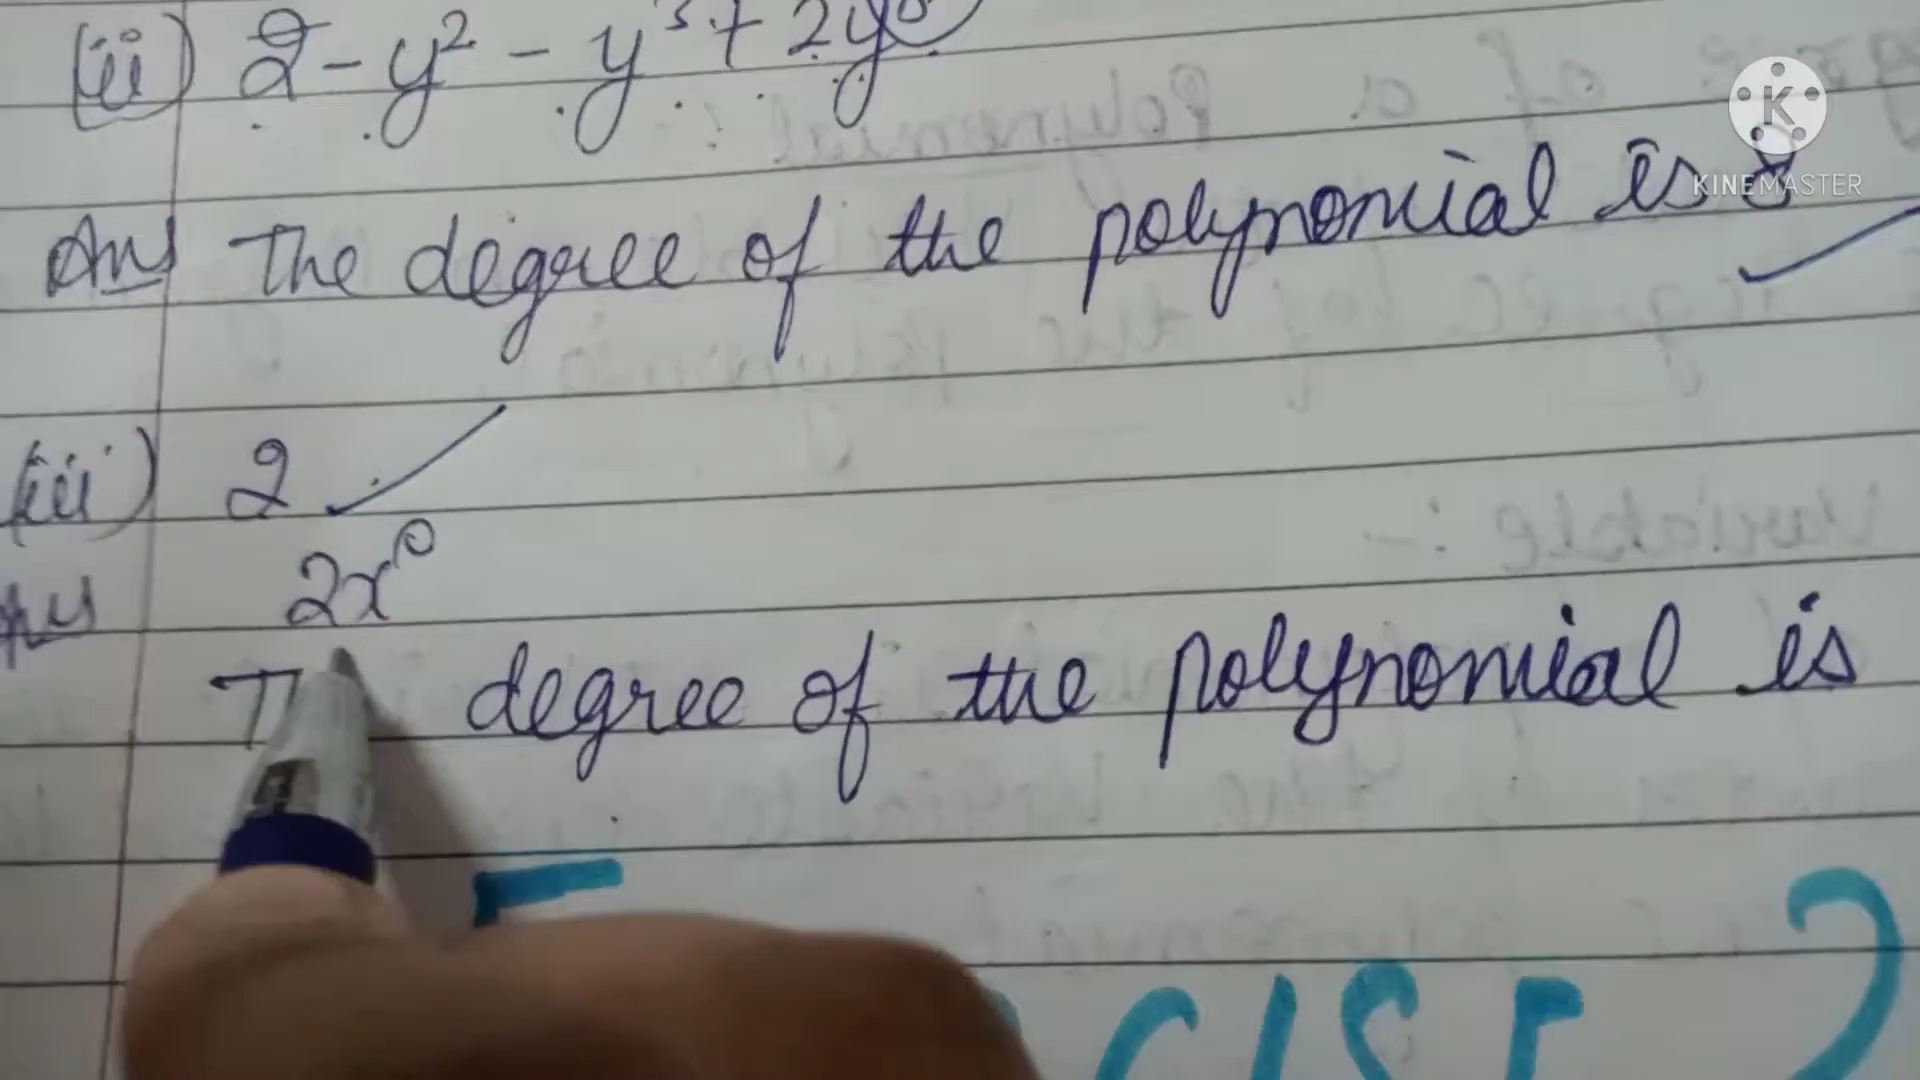 (ii) 2 - y² - y³ + 2y⁸
Ans The degree of the polynomial is 8
KINEMASTER
(iii) 2
Ans 2x⁰
degree of the polynomial is